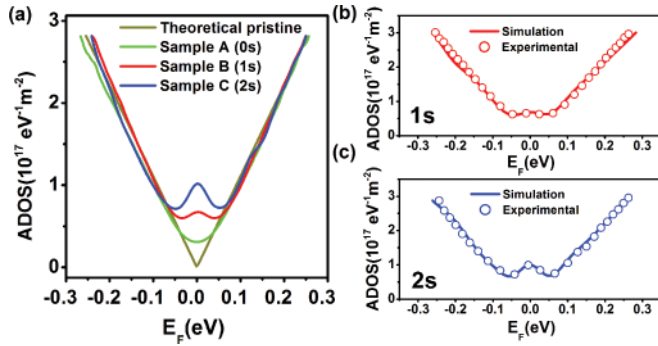 (a)
Theoretical pristine
Sample A (0s)
Sample B (1s)
Sample C (2s)
ADOS(10¹⁷ eV⁻¹m⁻²)
3
2
1
0
-0.3 -0.2 -0.1 0.0 0.1 0.2 0.3
E_F(eV)
(b)
Simulation
Experimental
1s
ADOS(10¹⁷ eV⁻¹m⁻²)
4
3
2
1
0
-0.3 -0.2 -0.1 0.0 0.1 0.2 0.3
E_F(eV)
(c)
Simulation
Experimental
2s
ADOS(10¹⁷ eV⁻¹m⁻²)
4
3
2
1
0
-0.3 -0.2 -0.1 0.0 0.1 0.2 0.3
E_F(eV)